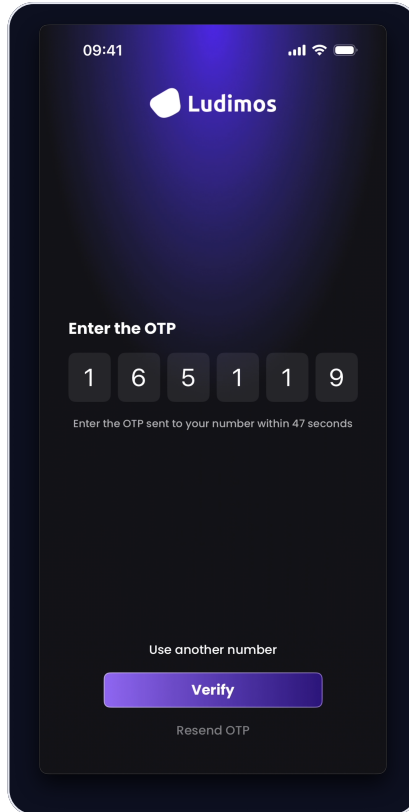 09:41
Ludimos
Enter the OTP
1 6 5 1 1 9
Enter the OTP sent to your number within 47 seconds
Use another number
Verify
Resend OTP